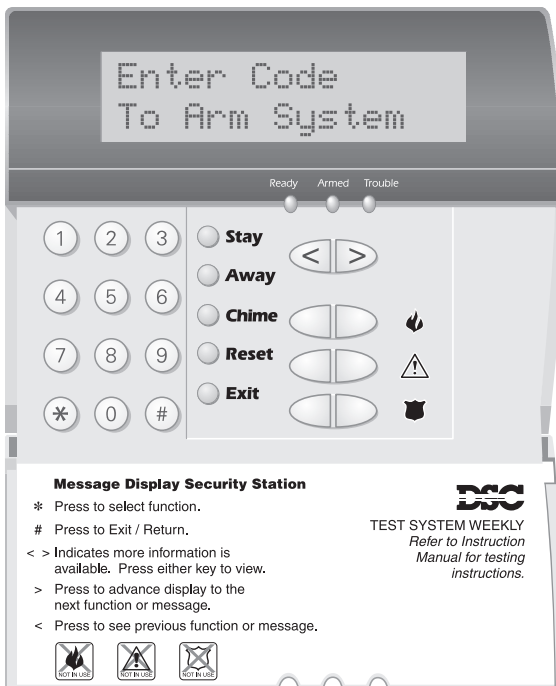 Enter Code
To Arm System
Ready Armed Trouble
1 2 3
4 5 6
7 8 9
* 0 #
Stay
Away
Chime
Reset
Exit
< >
Message Display Security Station
* Press to select function.
# Press to Exit / Return.
< > Indicates more information is
available. Press either key to view.
> Press to advance display to the
next function or message.
< Press to see previous function or message.
NOT IN USE NOT IN USE NOT IN USE
DSC
TEST SYSTEM WEEKLY
Refer to Instruction
Manual for testing
instructions.